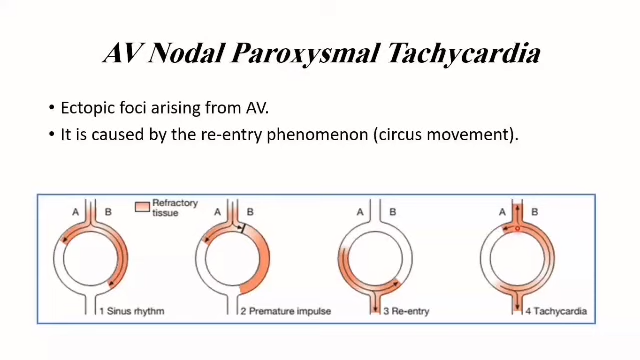 AV Nodal Paroxysmal Tachycardia
• Ectopic foci arising from AV.
• It is caused by the re-entry phenomenon (circus movement).
A B
Refractory tissue
1 Sinus rhythm
A B
2 Premature impulse
A B
3 Re-entry
A B
4 Tachycardia